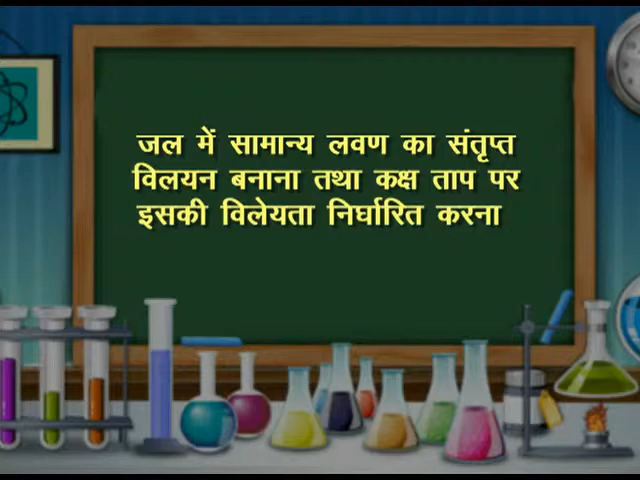 जल में सामान्य लवण का संतृप्त
विलयन बनाना तथा कक्ष ताप पर
इसकी विलेयता निर्घारित करना